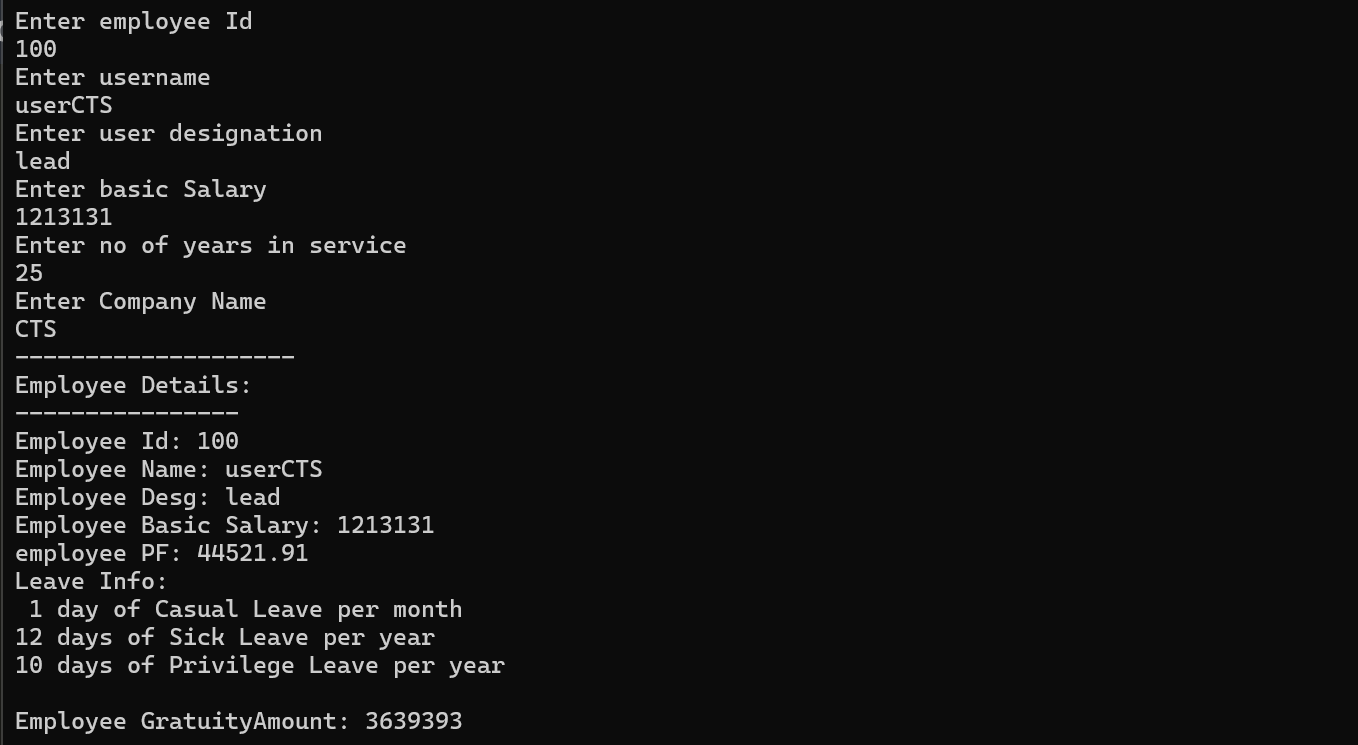 Enter employee Id
100
Enter username
userCTS
Enter user designation
lead
Enter basic Salary
1213131
Enter no of years in service
25
Enter Company Name
CTS
--------------------
Employee Details:
----------------
Employee Id: 100
Employee Name: userCTS
Employee Desg: lead
Employee Basic Salary: 1213131
employee PF: 44521.91
Leave Info:
 1 day of Casual Leave per month
12 days of Sick Leave per year
10 days of Privilege Leave per year

Employee GratuityAmount: 3639393